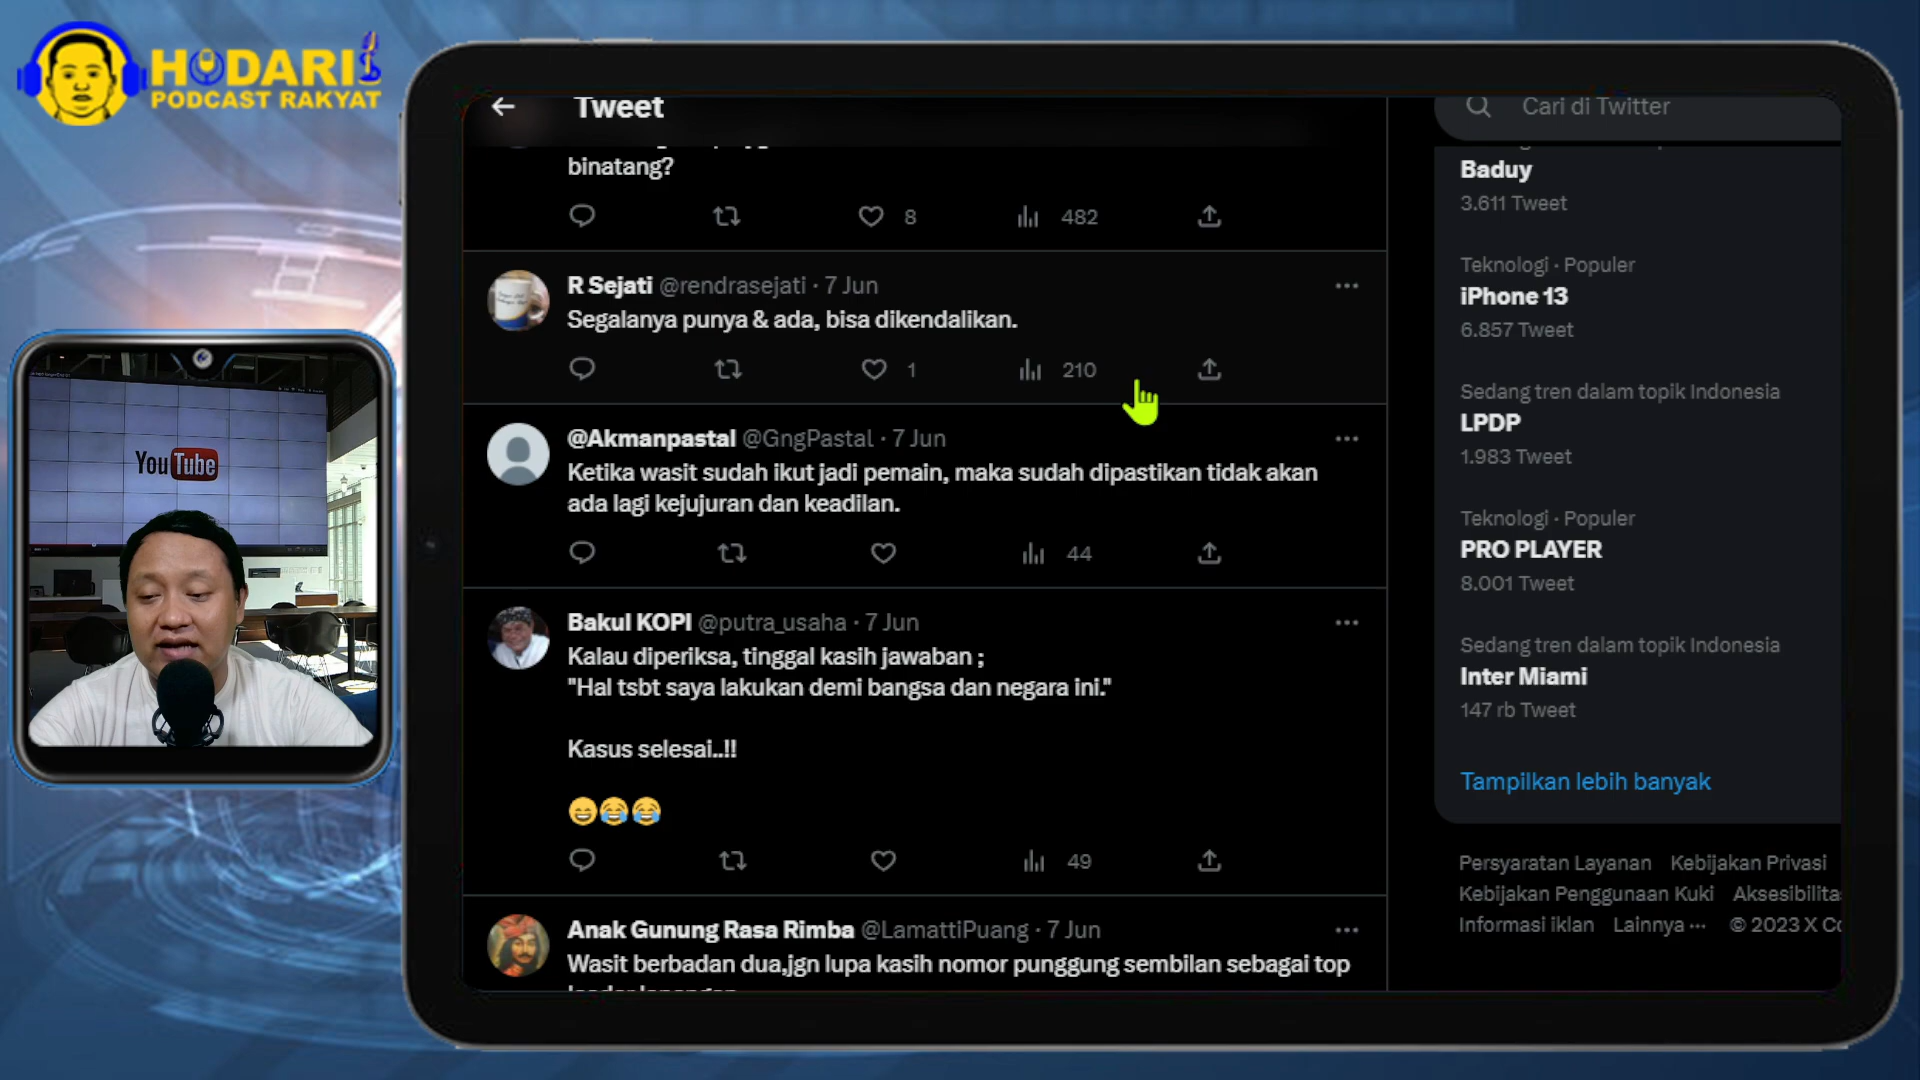 HODARI
PODCAST RAKYAT
YouTube
Tweet
binatang?
8
482
R Sejati @rendrasejati · 7 Jun
Segalanya punya & ada, bisa dikendalikan.
1
210
@Akmanpastal @GngPastal · 7 Jun
Ketika wasit sudah ikut jadi pemain, maka sudah dipastikan tidak akan
ada lagi kejujuran dan keadilan.
44
Bakul KOPI @putra_usaha · 7 Jun
Kalau diperiksa, tinggal kasih jawaban ;
"Hal tsbt saya lakukan demi bangsa dan negara ini."
Kasus selesai..!!
😁😂😂
49
Anak Gunung Rasa Rimba @LamattiPuang · 7 Jun
Wasit berbadan dua,jgn lupa kasih nomor punggung sembilan sebagai top
Cari di Twitter
Baduy
3.611 Tweet
Teknologi · Populer
iPhone 13
6.857 Tweet
Sedang tren dalam topik Indonesia
LPDP
1.983 Tweet
Teknologi · Populer
PRO PLAYER
8.001 Tweet
Sedang tren dalam topik Indonesia
Inter Miami
147 rb Tweet
Tampilkan lebih banyak
Persyaratan Layanan Kebijakan Privasi
Kebijakan Penggunaan Kuki Aksesibilitas
Informasi iklan Lainnya ··· © 2023 X Co